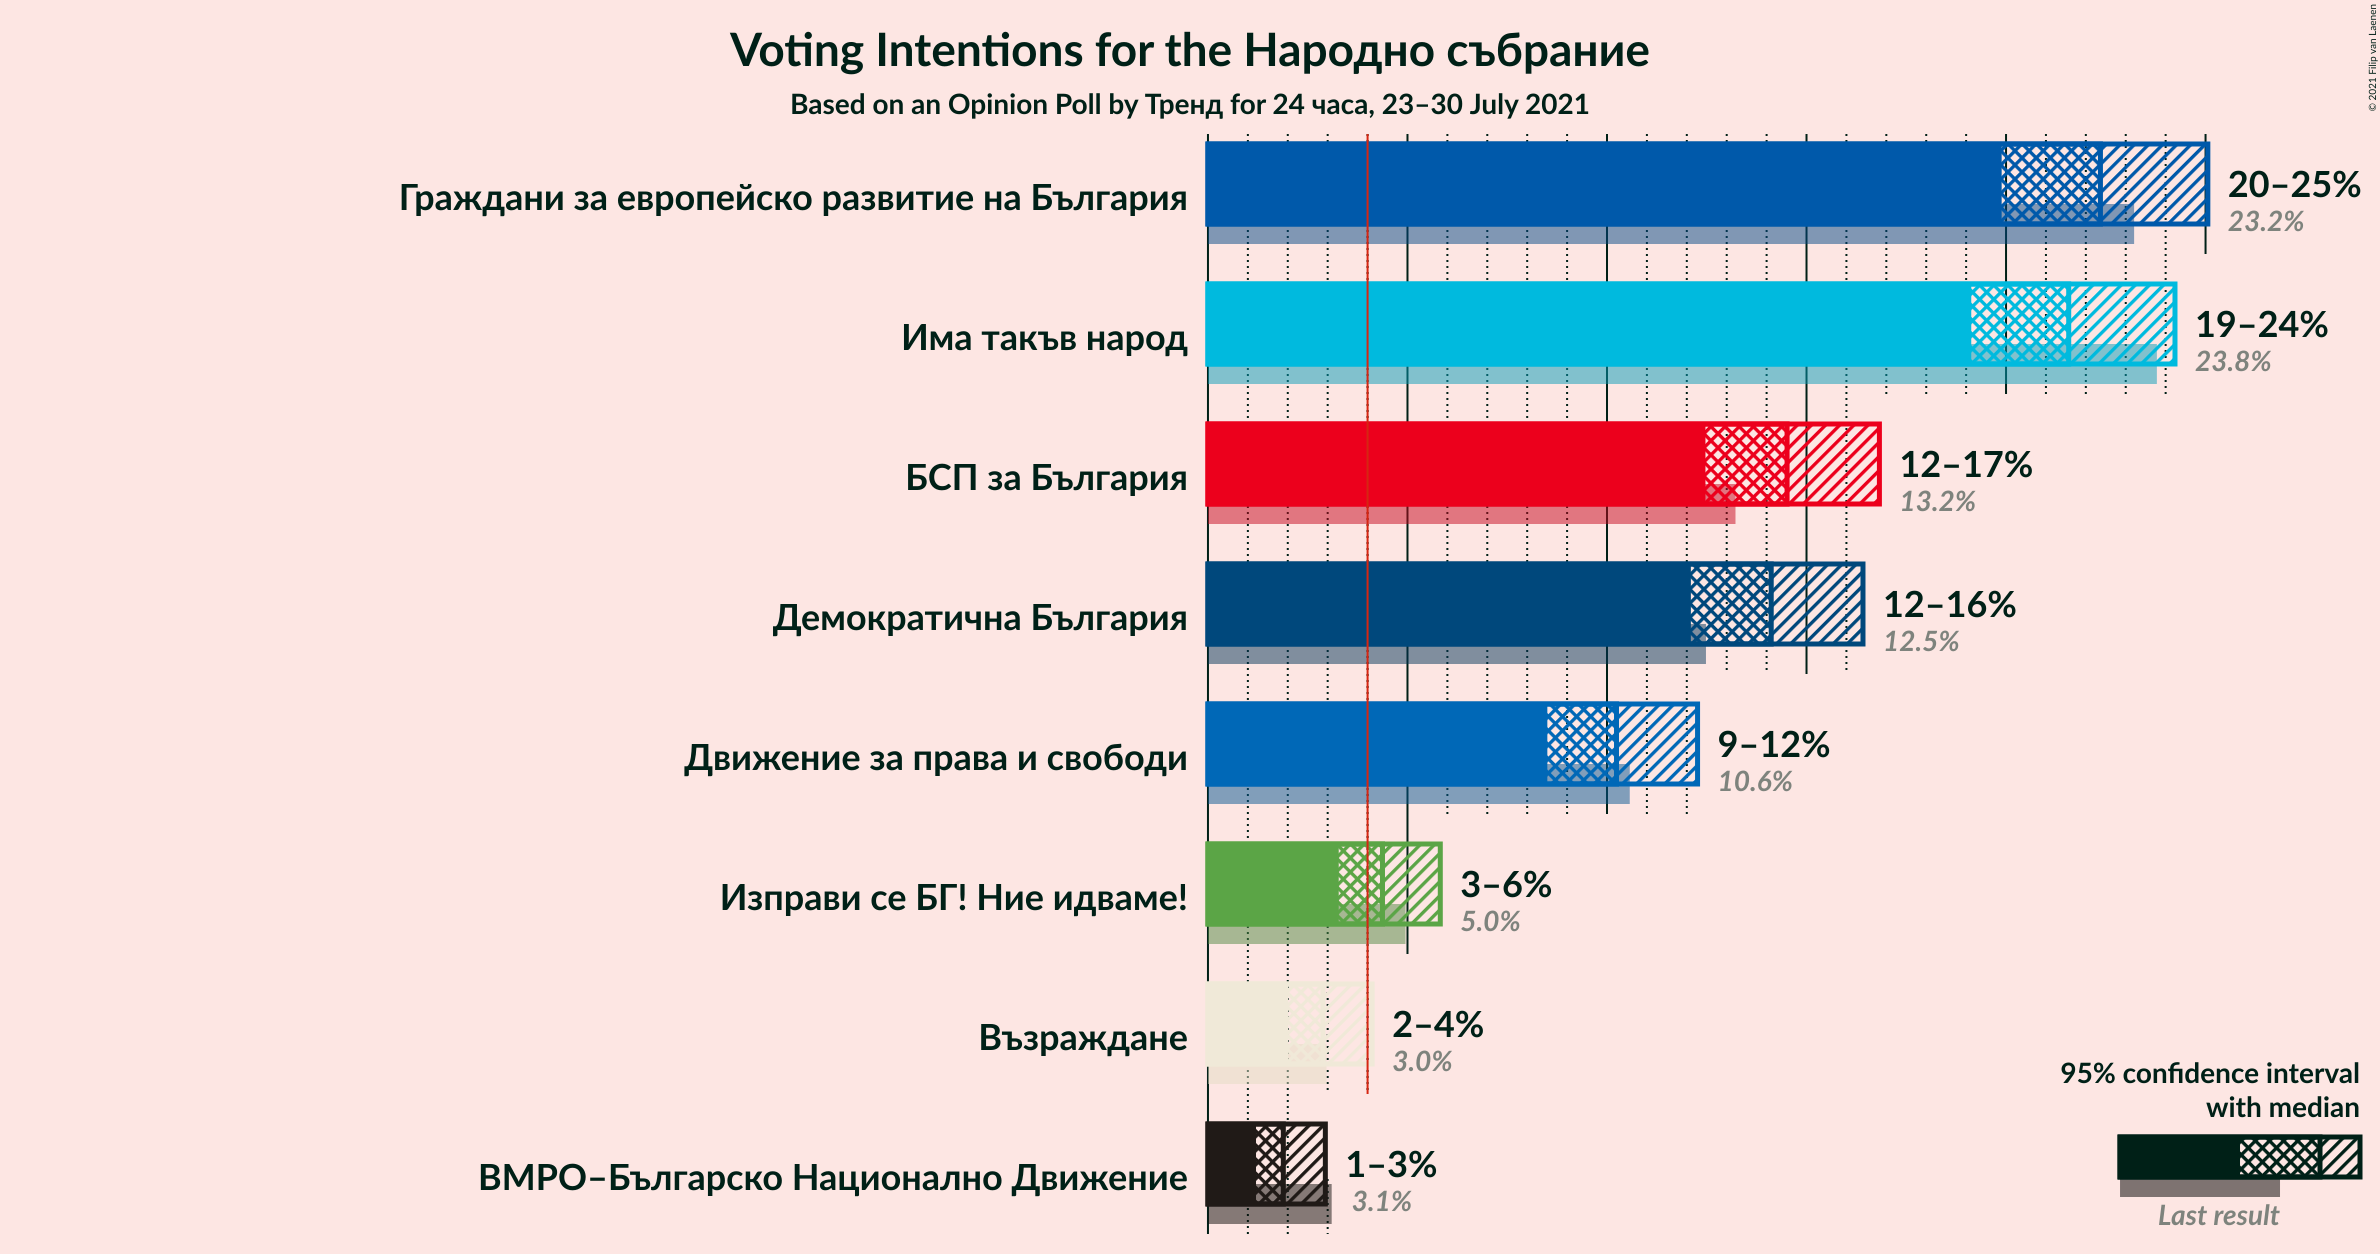 Voting Intentions for the Народно събрание
Based on an Opinion Poll by Тренд for 24 часа, 23–30 July 2021
© 2021 Filip van Laenen
Граждани за европейско развитие на България
20–25%
23.2%
Има такъв народ
19–24%
23.8%
БСП за България
12–17%
13.2%
Демократична България
12–16%
12.5%
Движение за права и свободи
9–12%
10.6%
Изправи се БГ! Ние идваме!
3–6%
5.0%
Възраждане
2–4%
3.0%
ВМРО–Българско Национално Движение
1–3%
3.1%
95% confidence interval
with median
Last result